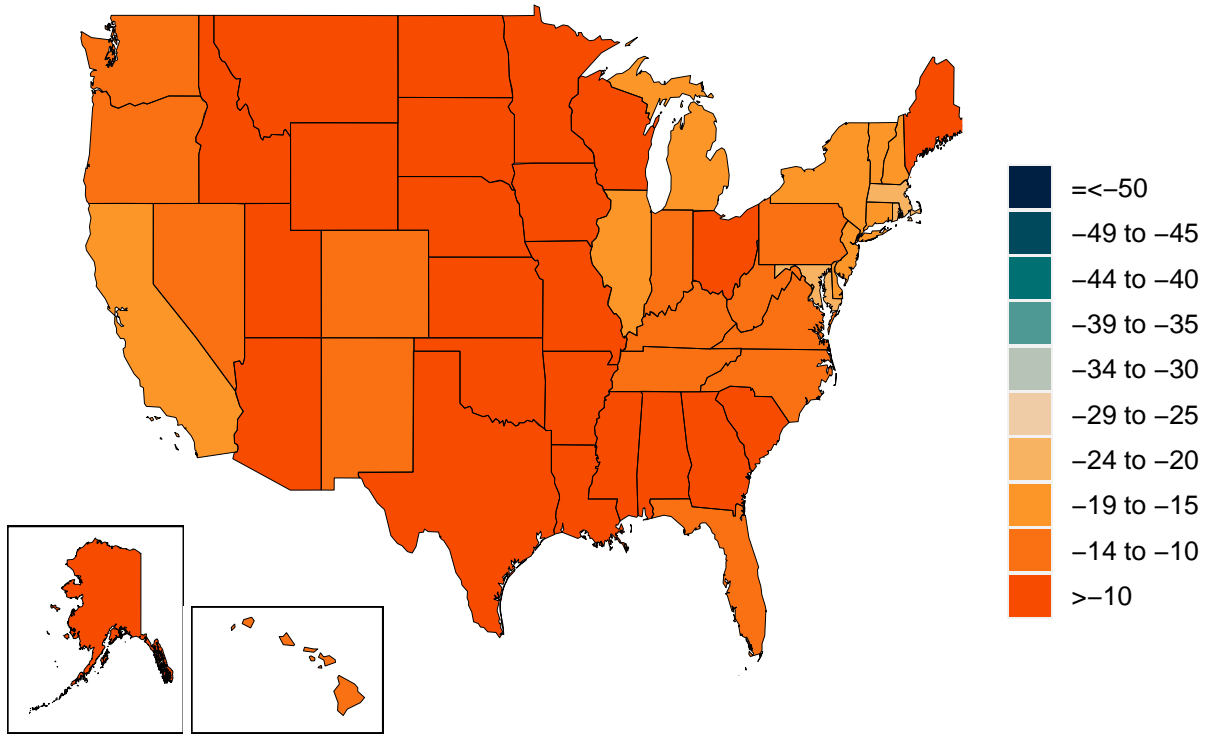 =<−50
−49 to −45
−44 to −40
−39 to −35
−34 to −30
−29 to −25
−24 to −20
−19 to −15
−14 to −10
>−10